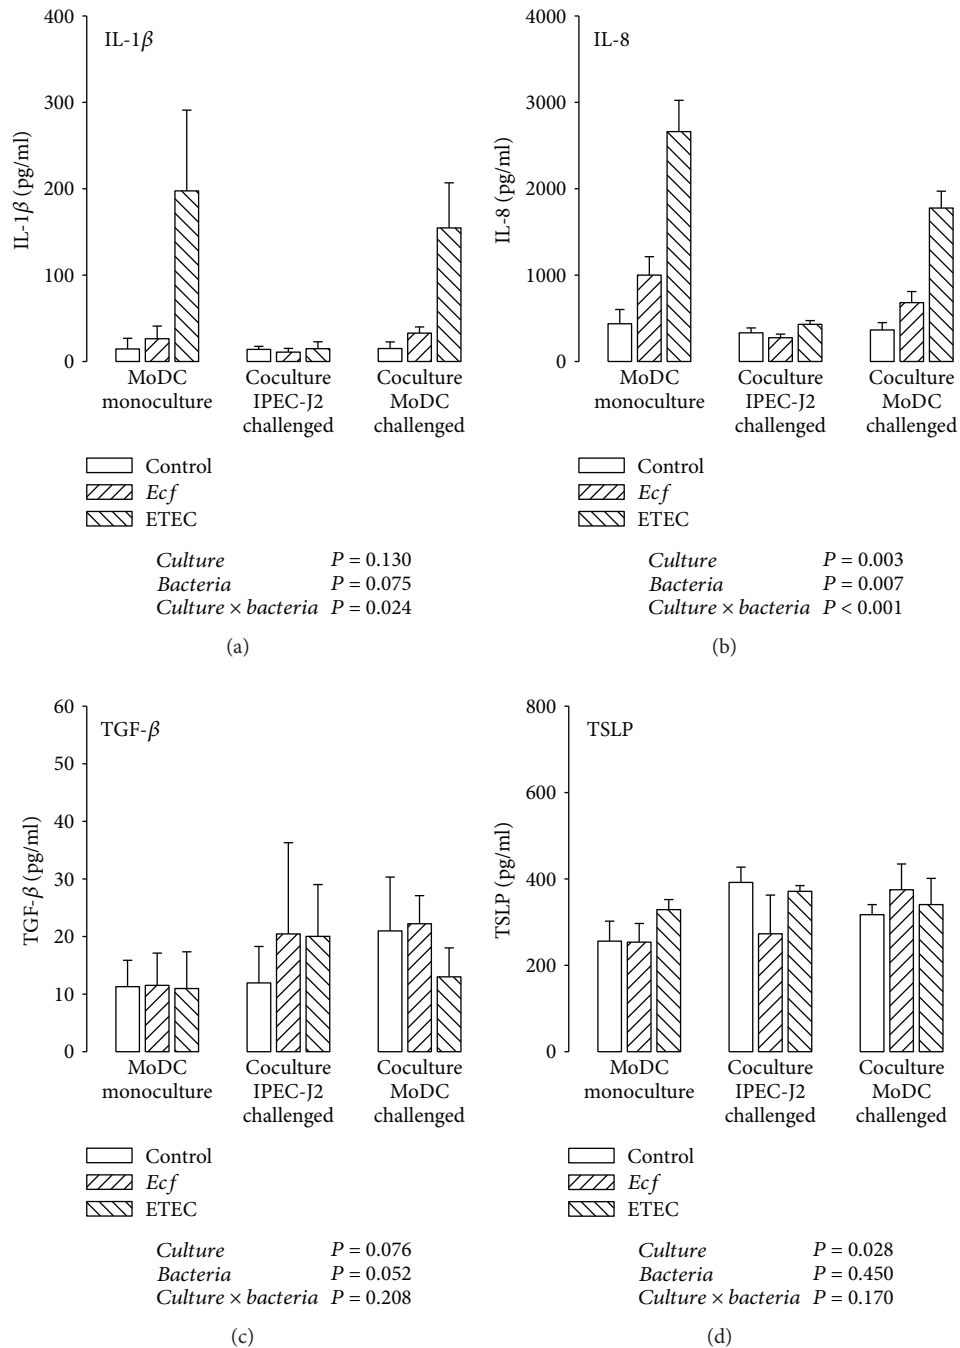 400
300
200
100
0
IL-1β (pg/ml)
IL-1β
MoDC
monoculture
Coculture
IPEC-J2
challenged
Coculture
MoDC
challenged
Control
Ecf
ETEC
Culture P = 0.130
Bacteria P = 0.075
Culture × bacteria P = 0.024
(a)
4000
3000
2000
1000
0
IL-8 (pg/ml)
IL-8
MoDC
monoculture
Coculture
IPEC-J2
challenged
Coculture
MoDC
challenged
Control
Ecf
ETEC
Culture P = 0.003
Bacteria P = 0.007
Culture × bacteria P < 0.001
(b)
60
50
40
30
20
10
0
TGF-β (pg/ml)
TGF-β
MoDC
monoculture
Coculture
IPEC-J2
challenged
Coculture
MoDC
challenged
Control
Ecf
ETEC
Culture P = 0.076
Bacteria P = 0.052
Culture × bacteria P = 0.208
(c)
800
600
400
200
0
TSLP (pg/ml)
TSLP
MoDC
monoculture
Coculture
IPEC-J2
challenged
Coculture
MoDC
challenged
Control
Ecf
ETEC
Culture P = 0.028
Bacteria P = 0.450
Culture × bacteria P = 0.170
(d)